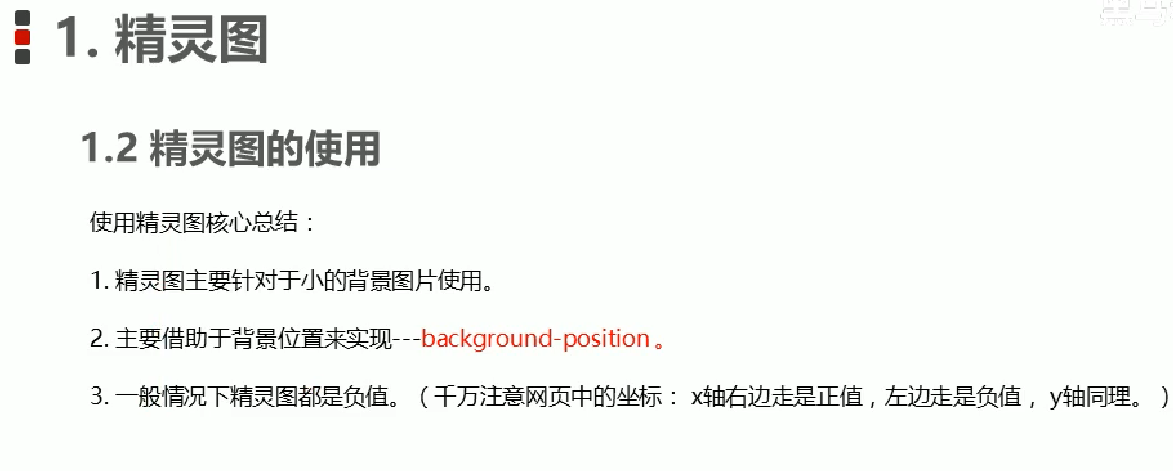 1. 精灵图
1.2 精灵图的使用
使用精灵图核心总结：
1. 精灵图主要针对于小的背景图片使用。
2. 主要借助于背景位置来实现---background-position 。
3. 一般情况下精灵图都是负值。（千万注意网页中的坐标： x轴右边走是正值，左边走是负值， y轴同理。）